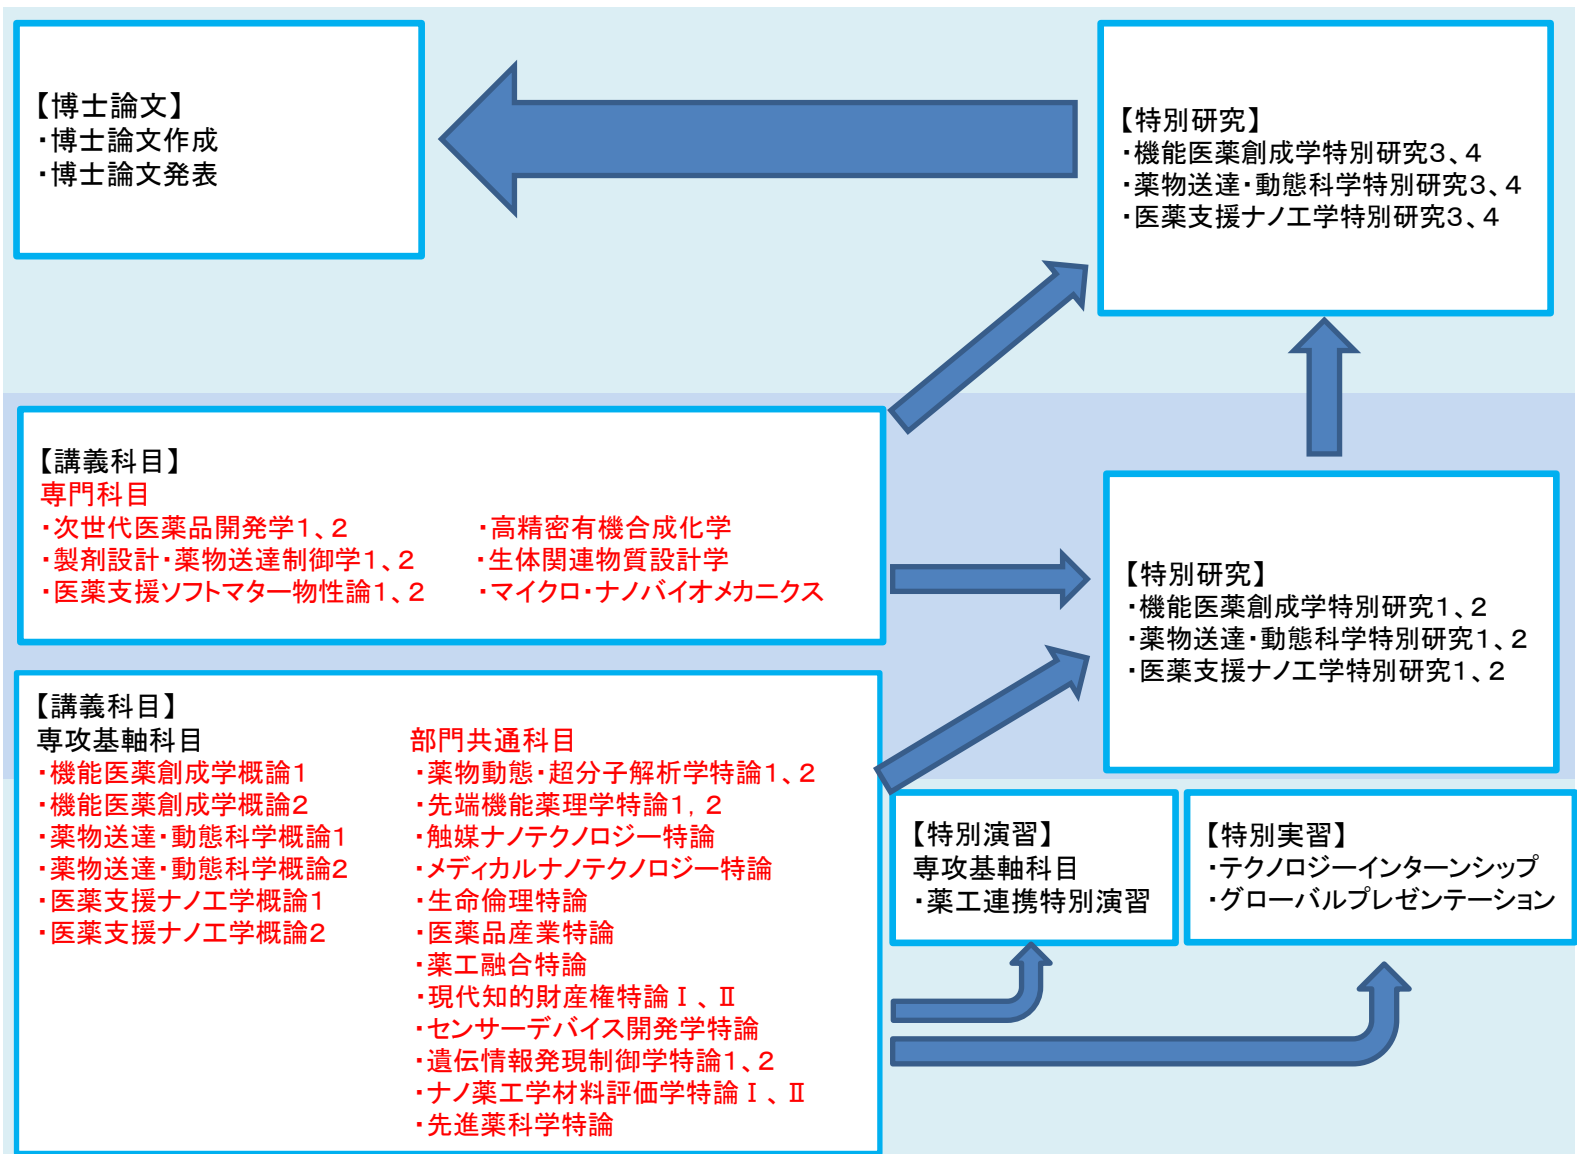 【博士論文】
・博士論文作成
・博士論文発表
【特別研究】
・機能医薬創成学特別研究3、4
・薬物送達・動態科学特別研究3、4
・医薬支援ナノ工学特別研究3、4
【講義科目】
専門科目
・次世代医薬品開発学1、2
・製剤設計・薬物送達制御学1、2
・医薬支援ソフトマター物性論1、2
・高精密有機合成化学
・生体関連物質設計学
・マイクロ・ナノバイオメカニクス
【特別研究】
・機能医薬創成学特別研究1、2
・薬物送達・動態科学特別研究1、2
・医薬支援ナノ工学特別研究1、2
【講義科目】
専攻基軸科目
・機能医薬創成学概論1
・機能医薬創成学概論2
・薬物送達・動態科学概論1
・薬物送達・動態科学概論2
・医薬支援ナノ工学概論1
・医薬支援ナノ工学概論2
部門共通科目
・薬物動態・超分子解析学特論1、2
・先端機能薬理学特論1，2
・触媒ナノテクノロジー特論
・メディカルナノテクノロジー特論
・生命倫理特論
・医薬品産業特論
・薬工融合特論
・現代知的財産権特論Ⅰ、Ⅱ
・センサーデバイス開発学特論
・遺伝情報発現制御学特論1、2
・ナノ薬工学材料評価学特論Ⅰ、Ⅱ
・先進薬科学特論
【特別演習】
専攻基軸科目
・薬工連携特別演習
【特別実習】
・テクノロジーインターンシップ
・グローバルプレゼンテーション